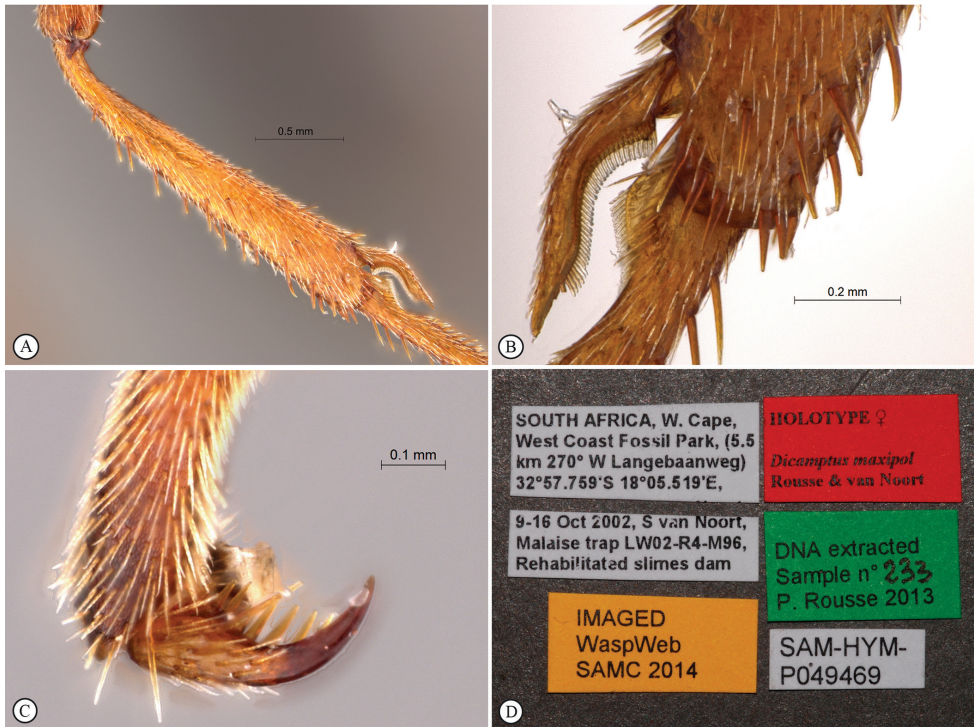 0.5 mm
A
0.2 mm
B
0.1 mm
C
SOUTH AFRICA, W. Cape,
West Coast Fossil Park, (5.5
km 270° W Langebaanweg)
32°57.759'S 18°05.519'E,
9-16 Oct 2002, S van Noort,
Malaise trap LW02-R4-M96,
Rehabilitated slimes dam
IMAGED
WaspWeb
SAMC 2014
HOLOTYPE ♀
Dicamptus maxipol
Rousse & van Noort
DNA extracted
Sample n° 233
P. Rousse 2013
SAM-HYM-
P049469
D